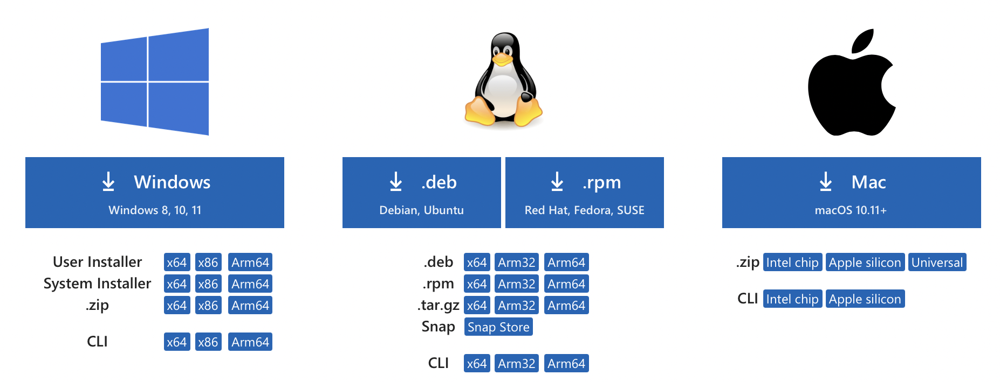 Windows
Windows 8, 10, 11
User Installer x64 x86 Arm64
System Installer x64 x86 Arm64
.zip x64 x86 Arm64
CLI x64 x86 Arm64
.deb
Debian, Ubuntu
.rpm
Red Hat, Fedora, SUSE
.deb x64 Arm32 Arm64
.rpm x64 Arm32 Arm64
.tar.gz x64 Arm32 Arm64
Snap Snap Store
CLI x64 Arm32 Arm64
Mac
macOS 10.11+
.zip Intel chip Apple silicon Universal
CLI Intel chip Apple silicon